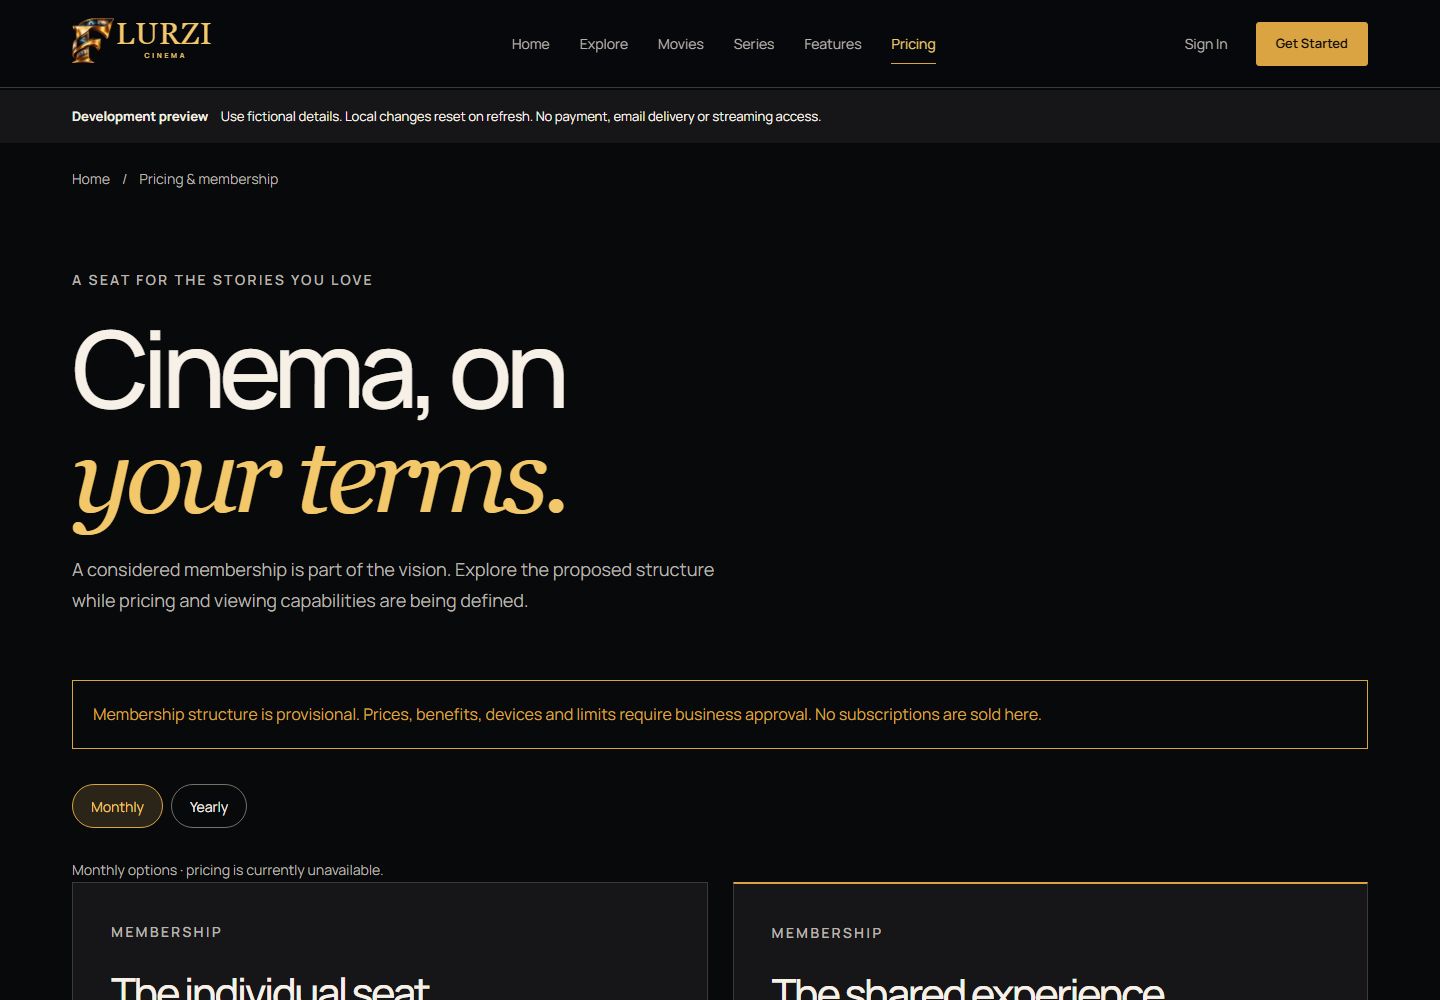 FLURZI
CINEMA
Home Explore Movies Series Features Pricing
Sign In Get Started
Development preview Use fictional details. Local changes reset on refresh. No payment, email delivery or streaming access.
Home / Pricing & membership
A SEAT FOR THE STORIES YOU LOVE
Cinema, on
your terms.
A considered membership is part of the vision. Explore the proposed structure
while pricing and viewing capabilities are being defined.
Membership structure is provisional. Prices, benefits, devices and limits require business approval. No subscriptions are sold here.
Monthly Yearly
Monthly options · pricing is currently unavailable.
MEMBERSHIP
The individual seat
MEMBERSHIP
The shared experience